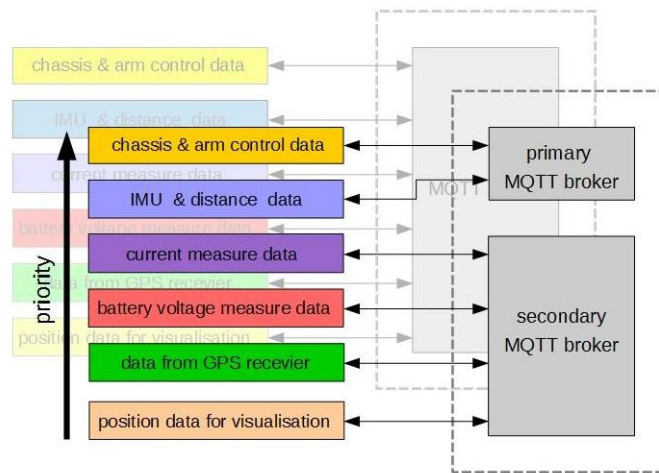 chassis & arm control data
IMU & distance data
current measure data
battery voltage measure data
data from GPS recevier
position data for visualisation
MQTT
priority
chassis & arm control data
IMU & distance data
current measure data
battery voltage measure data
data from GPS recevier
position data for visualisation
primary
MQTT broker
secondary
MQTT broker